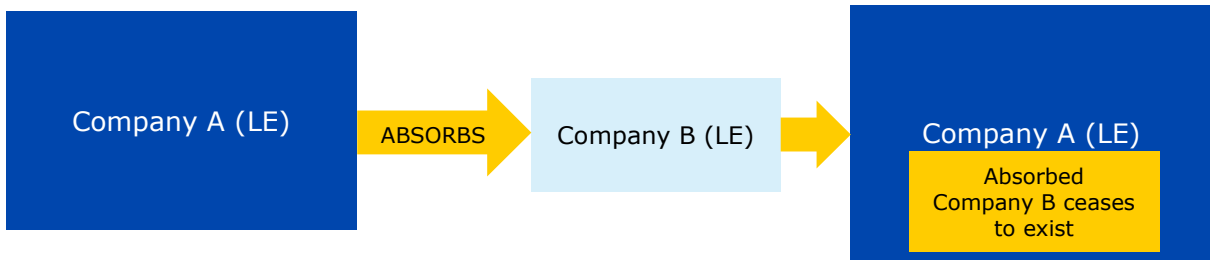 Company A (LE)
ABSORBS
Company B (LE)
Company A (LE)
Absorbed
Company B ceases
to exist